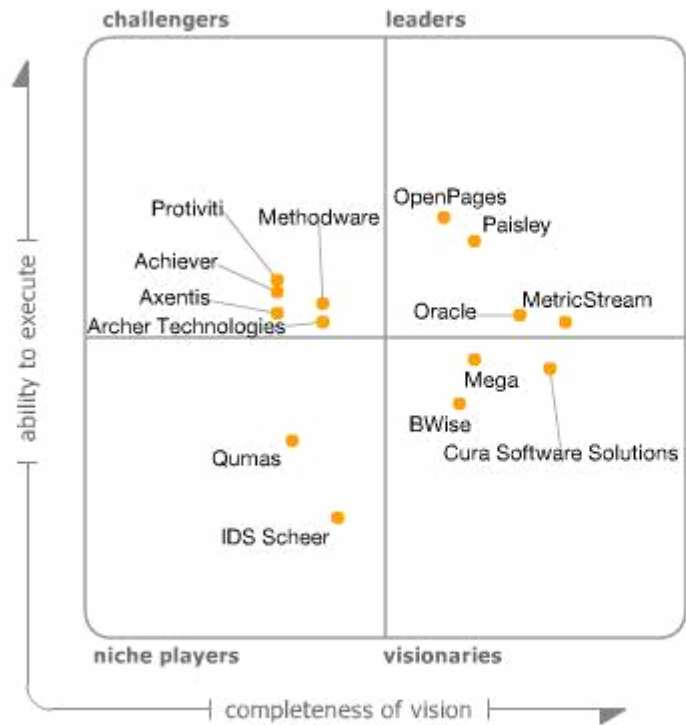 challengers
leaders
OpenPages
Protiviti
Methodware
Paisley
Achiever
Axentis
MetricStream
Oracle
Archer Technologies
ability to execute
Mega
BWise
Cura Software Solutions
Qumas
IDS Scheer
niche players
visionaries
completeness of vision